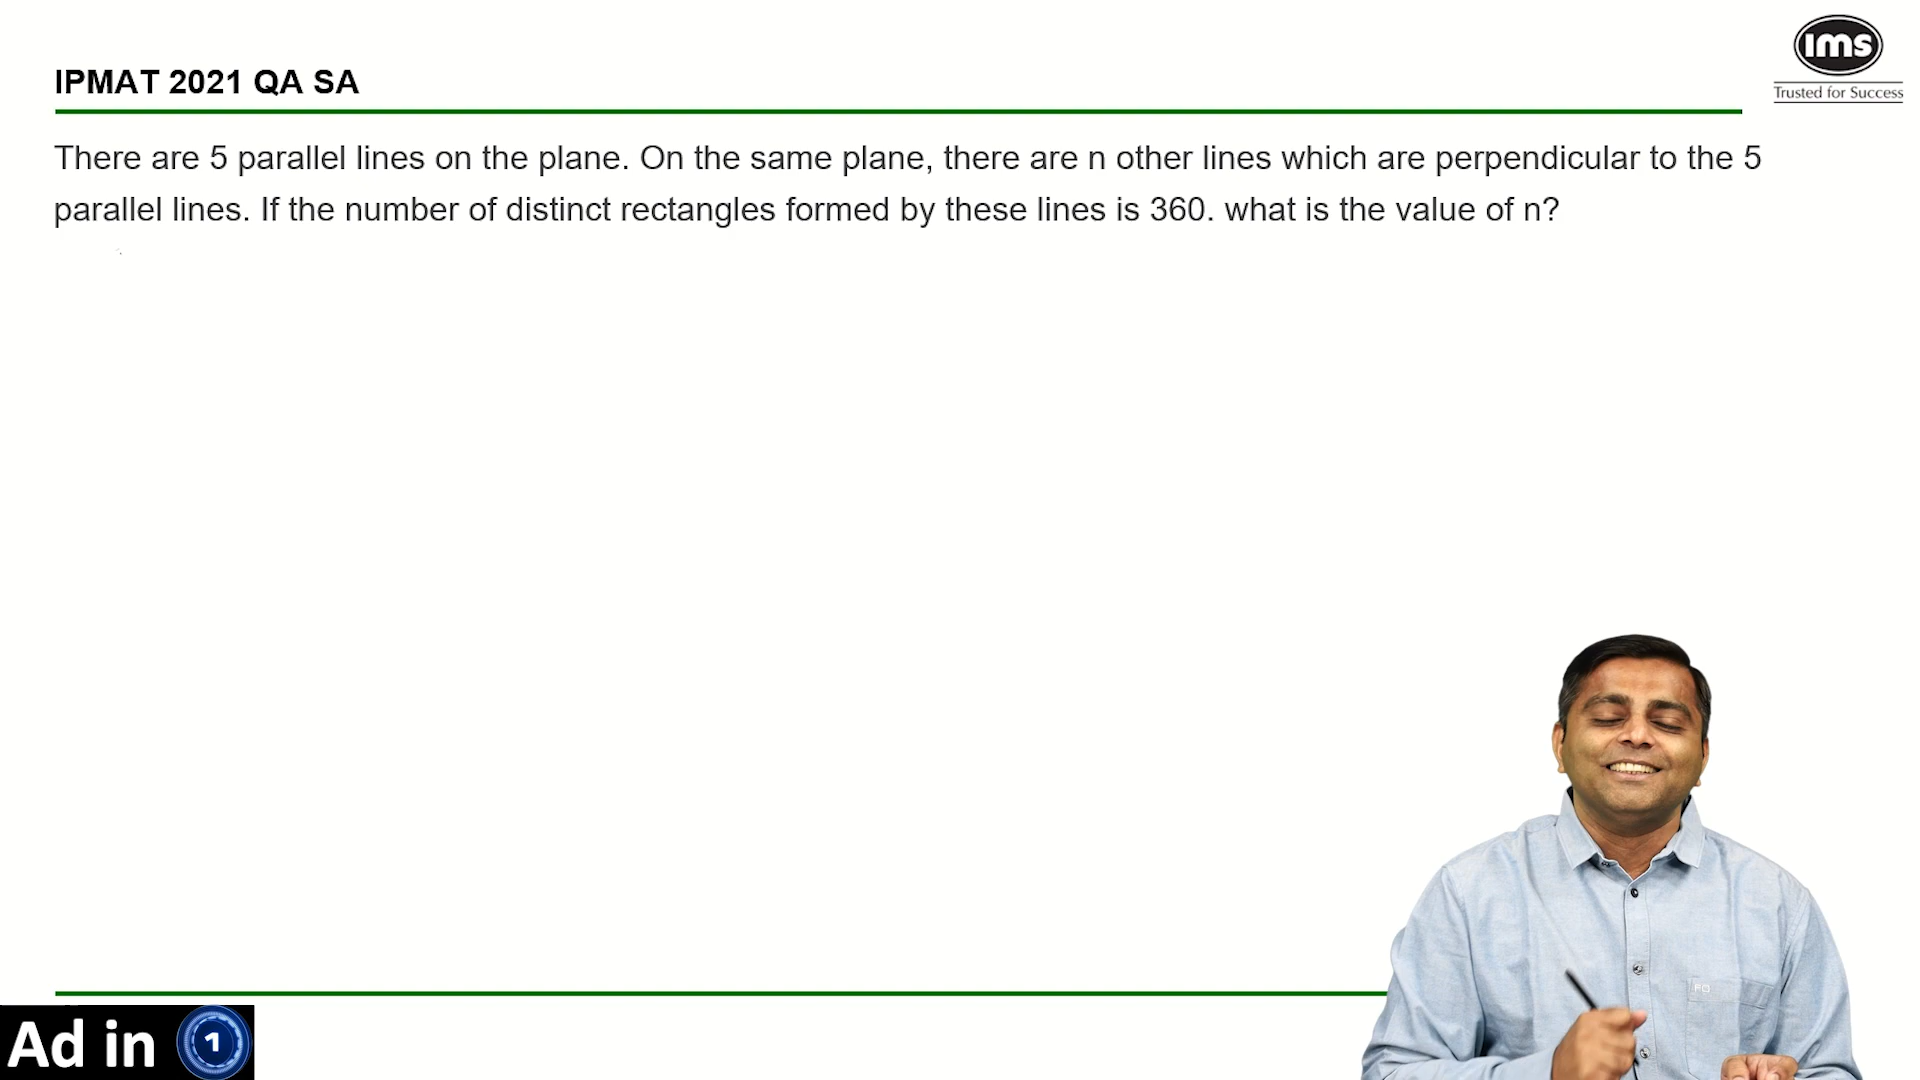 ims
Trusted for Success
IPMAT 2021 QA SA
There are 5 parallel lines on the plane. On the same plane, there are n other lines which are perpendicular to the 5
parallel lines. If the number of distinct rectangles formed by these lines is 360. what is the value of n?
FQ
Ad in 1